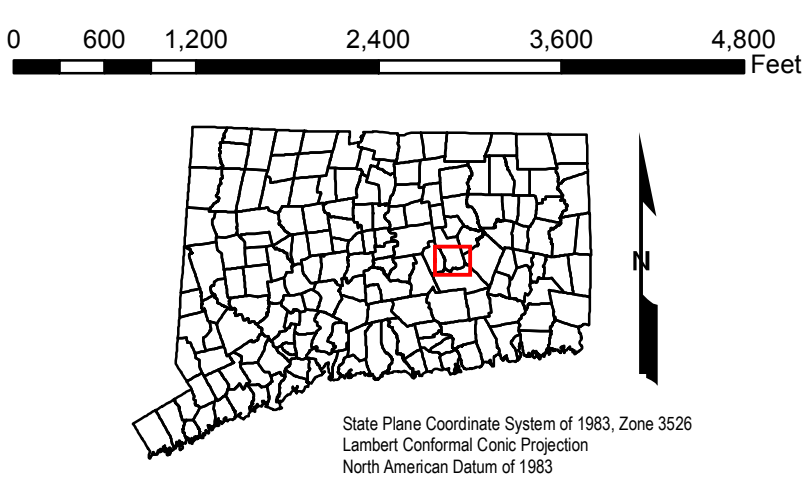 0 600 1,200 2,400 3,600 4,800
Feet
N
State Plane Coordinate System of 1983, Zone 3526
Lambert Conformal Conic Projection
North American Datum of 1983